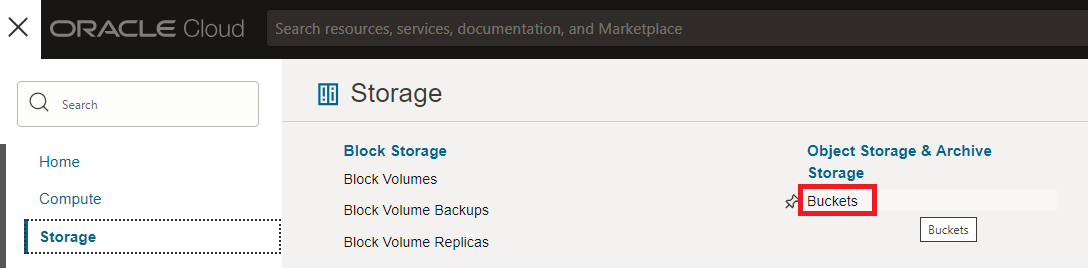 ORACLE Cloud
Search resources, services, documentation, and Marketplace
Search
Home
Compute
Storage
Storage
Block Storage
Block Volumes
Block Volume Backups
Block Volume Replicas
Object Storage & Archive
Storage
Buckets
Buckets